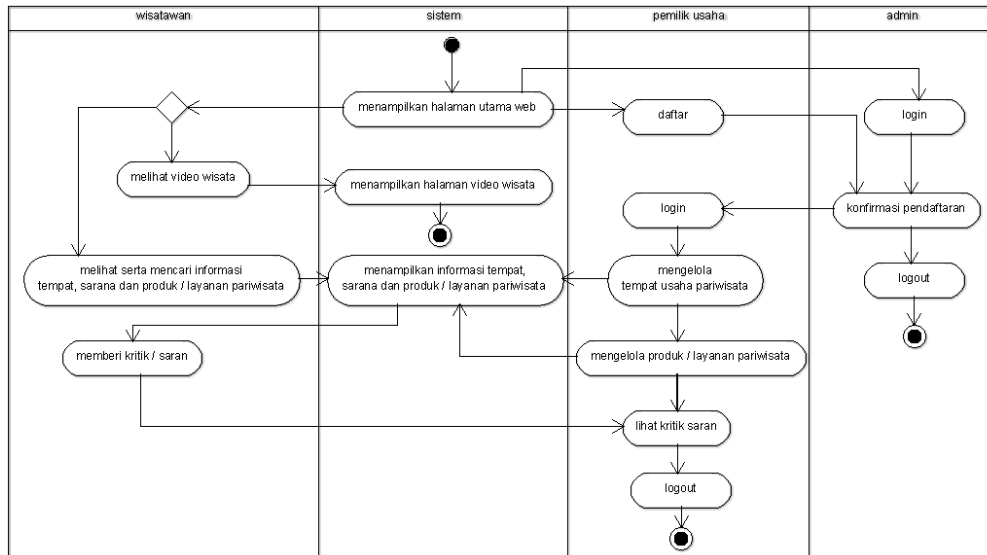 wisatawan
sistem
pemilik usaha
admin
menampilkan halaman utama web
daftar
login
melihat video wisata
menampilkan halaman video wisata
login
konfirmasi pendaftaran
melihat serta mencari informasi
tempat, sarana dan produk / layanan pariwisata
menampilkan informasi tempat,
sarana dan produk / layanan pariwisata
mengelola
tempat usaha pariwisata
logout
memberi kritik / saran
mengelola produk / layanan pariwisata
lihat kritik saran
logout